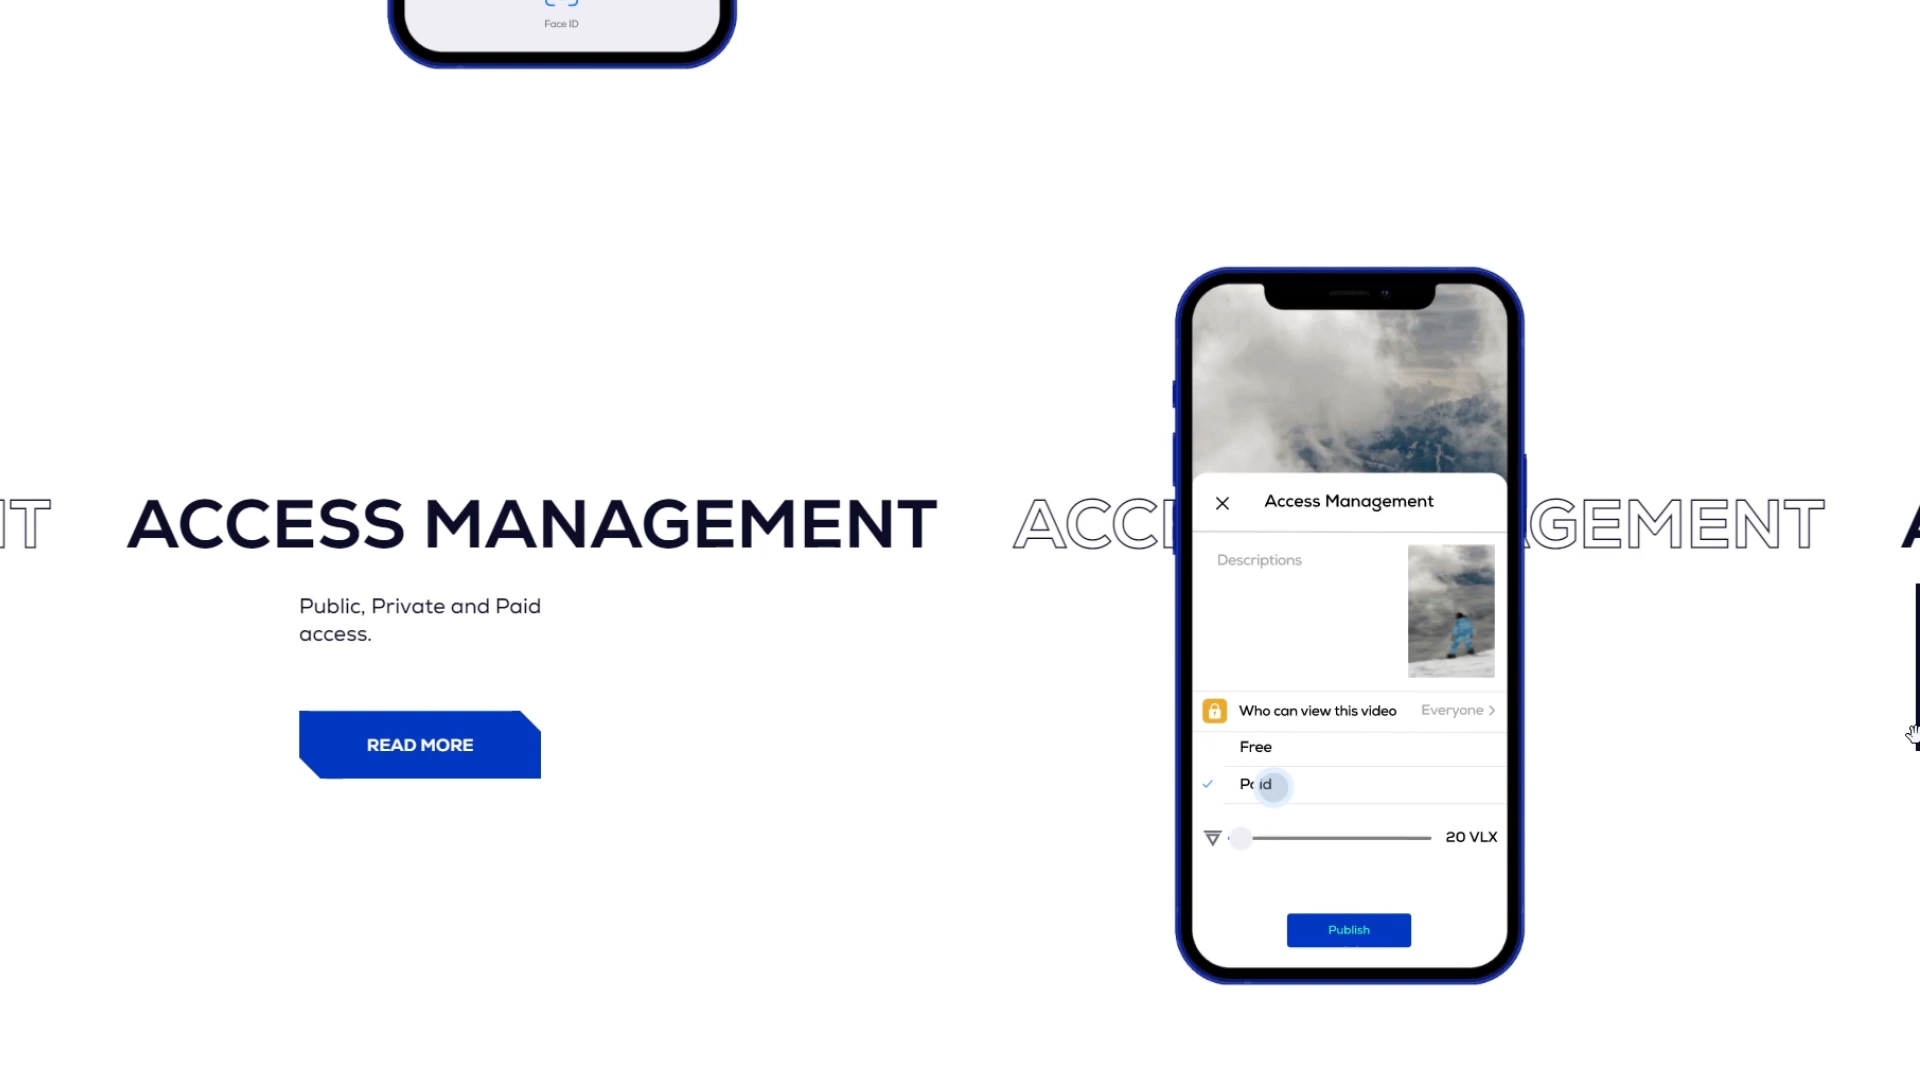 Face ID
NT
ACCESS MANAGEMENT
ACC
GEMENT
Public, Private and Paid
access.
READ MORE
Access Management
Descriptions
Who can view this video
Everyone
Free
Paid
20 VLX
Publish